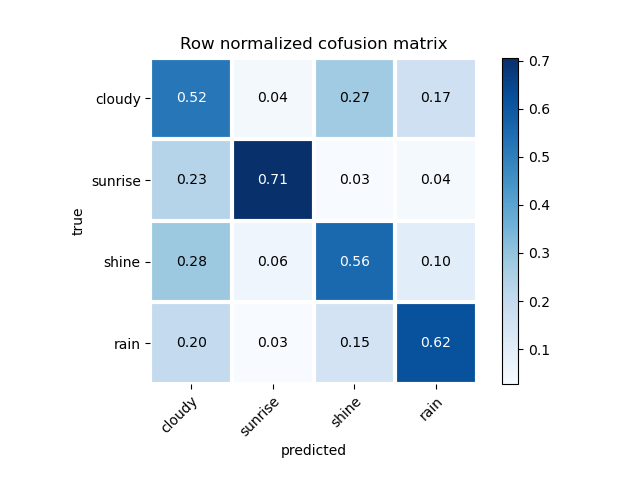 Row normalized cofusion matrix
cloudy 0.52 0.04 0.27 0.17
sunrise 0.23 0.71 0.03 0.04
shine 0.28 0.06 0.56 0.10
rain 0.20 0.03 0.15 0.62
true
cloudy sunrise shine rain
predicted
0.7
0.6
0.5
0.4
0.3
0.2
0.1